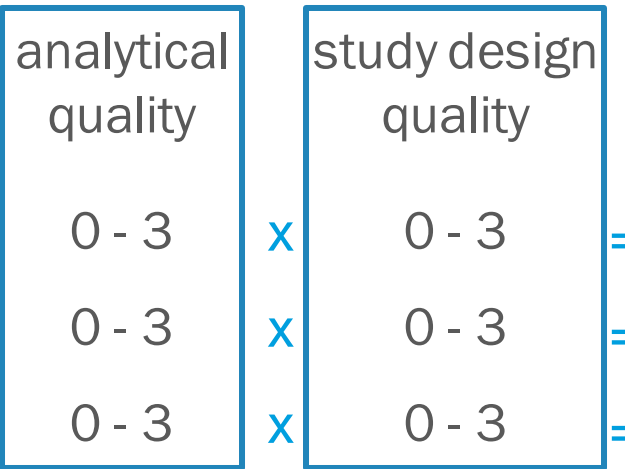 analytical
quality
study design
quality
0 - 3 x 0 - 3 =
0 - 3 x 0 - 3 =
0 - 3 x 0 - 3 =